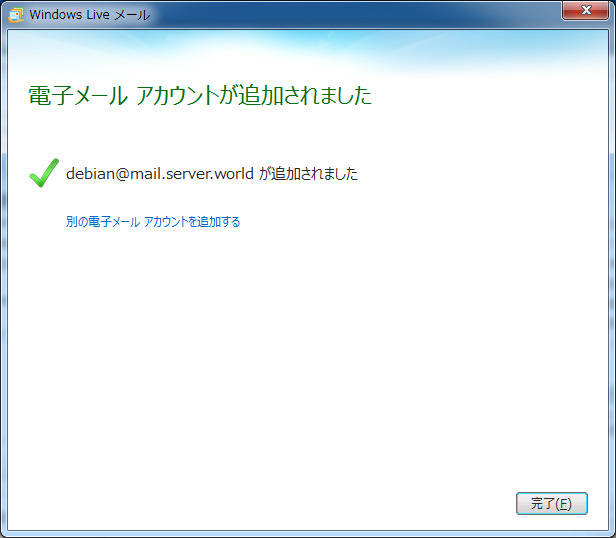 Windows Live メール
電子メール アカウントが追加されました
debian@mail.server.world が追加されました
別の電子メール アカウントを追加する
完了(F)